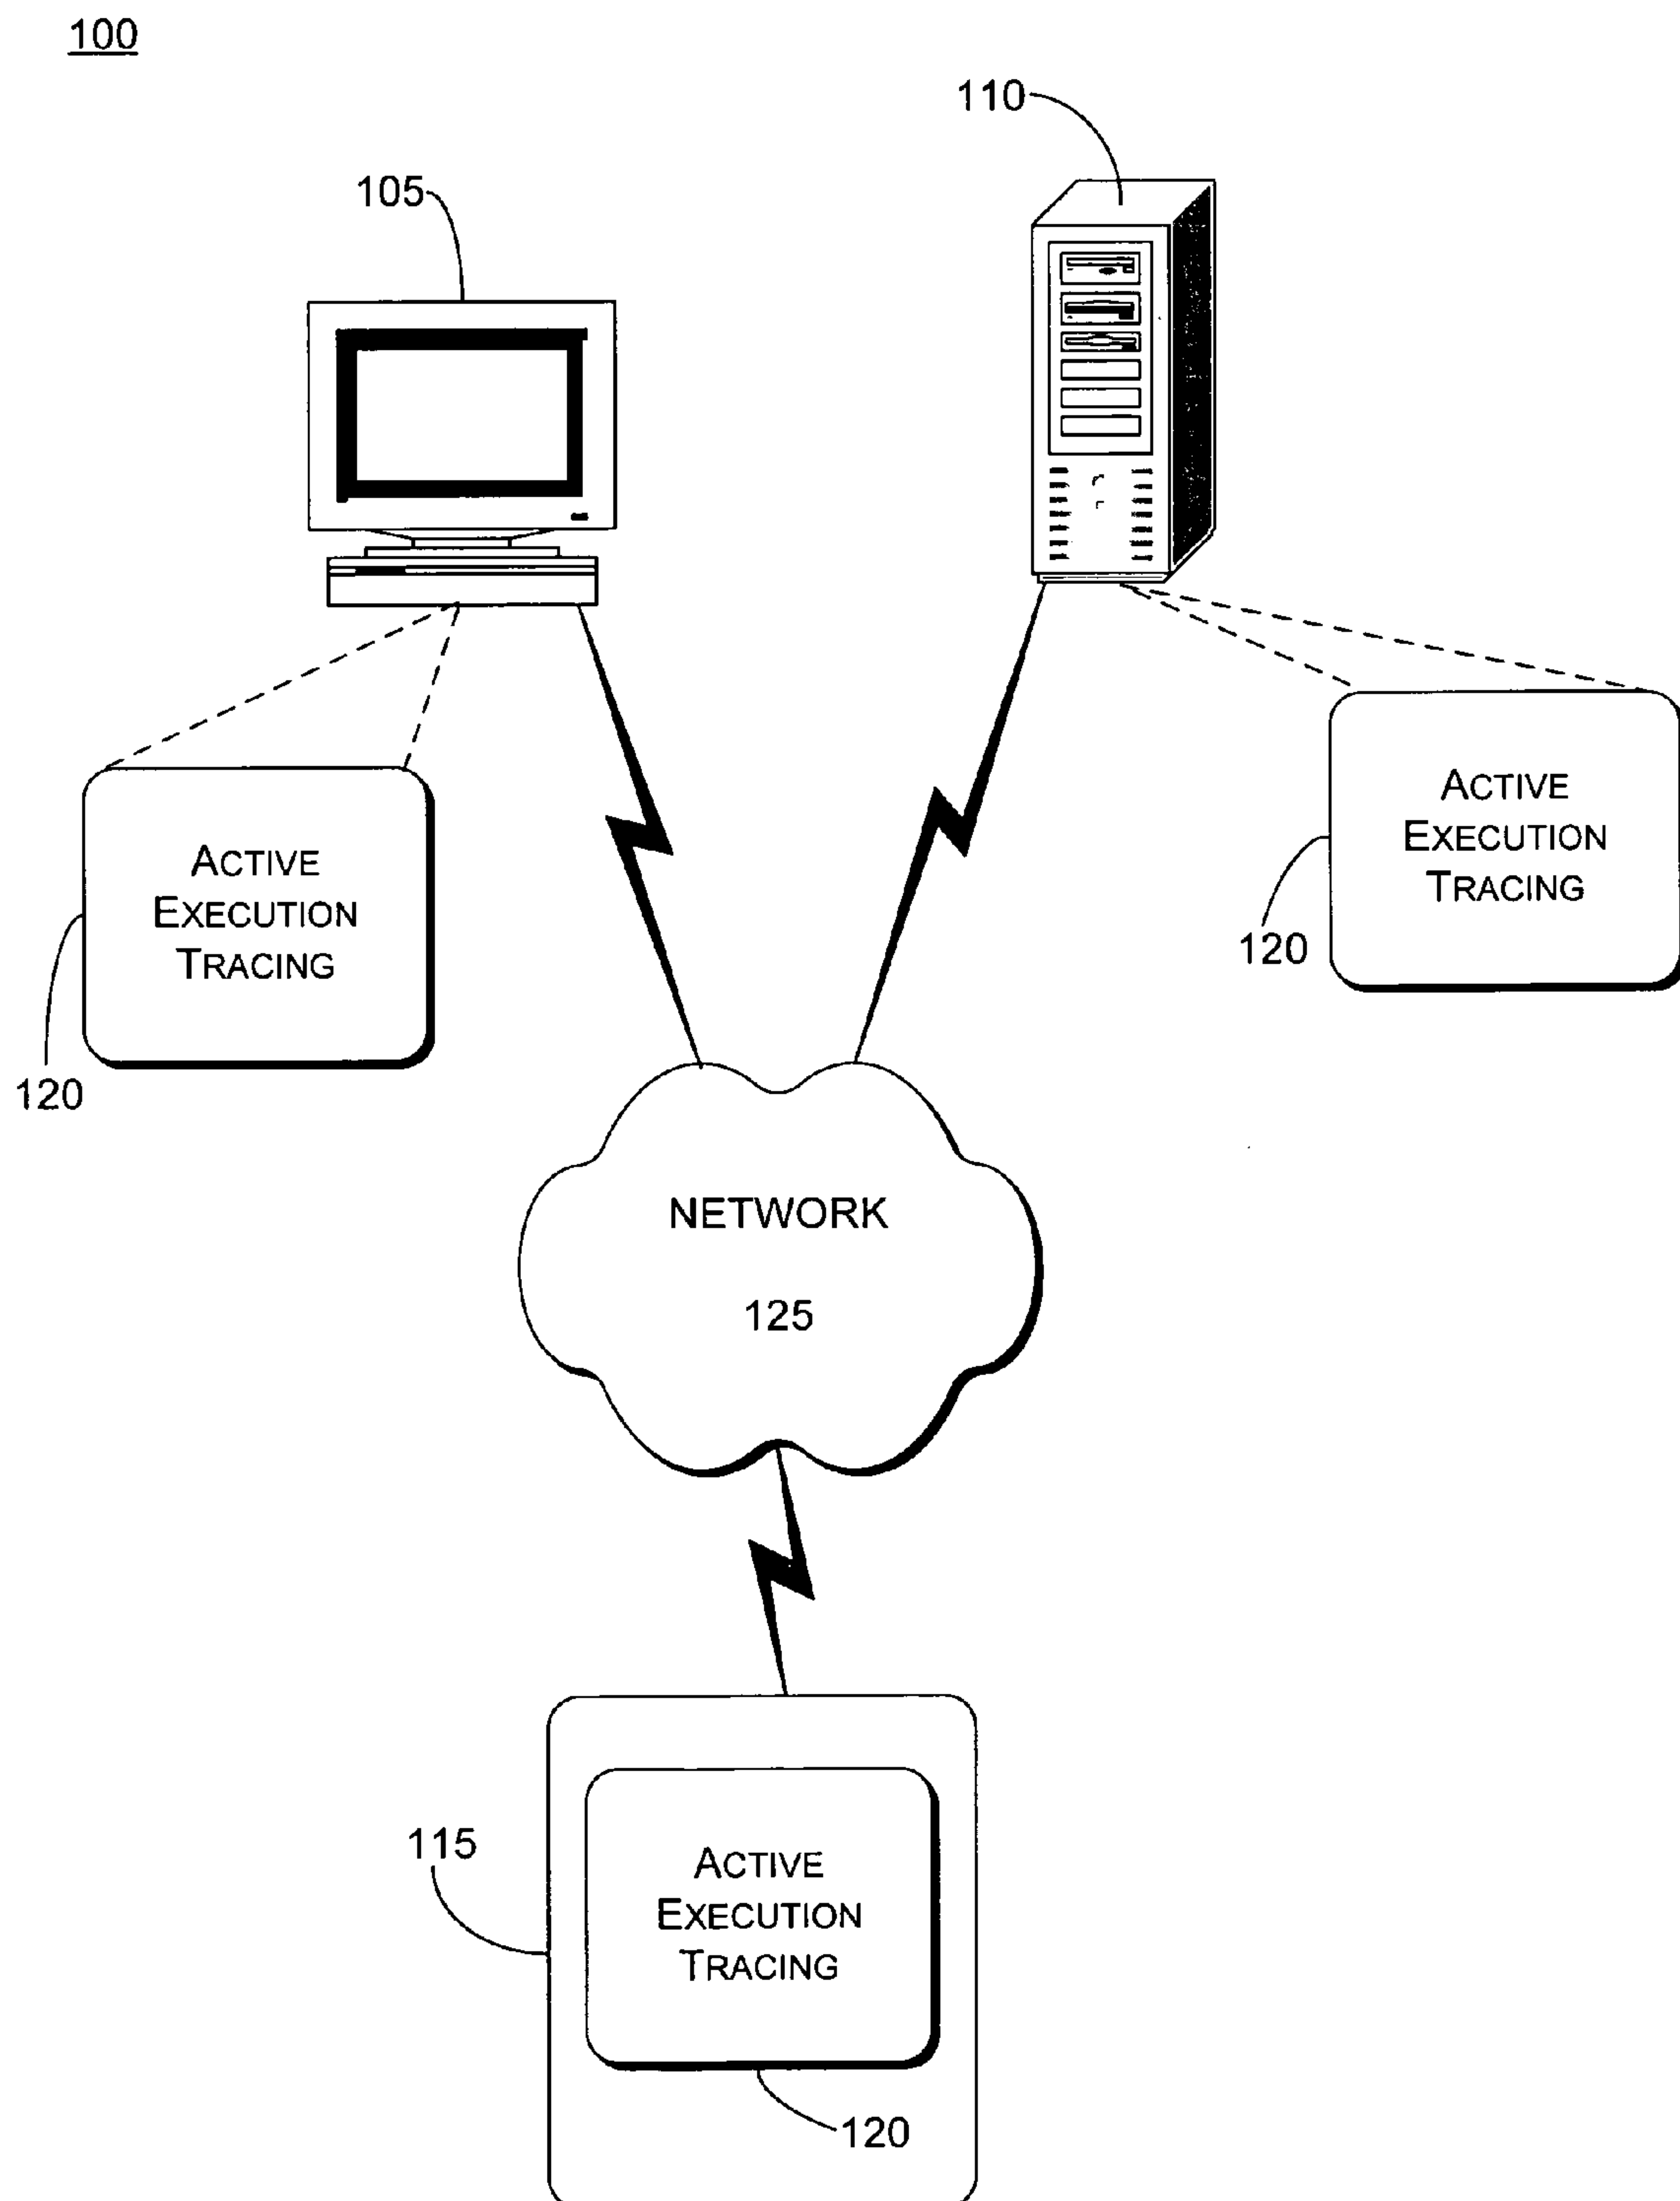 100
110
105
ACTIVE
EXECUTION
TRACING
120
ACTIVE
EXECUTION
TRACING
120
NETWORK
125
115
ACTIVE
EXECUTION
TRACING
120